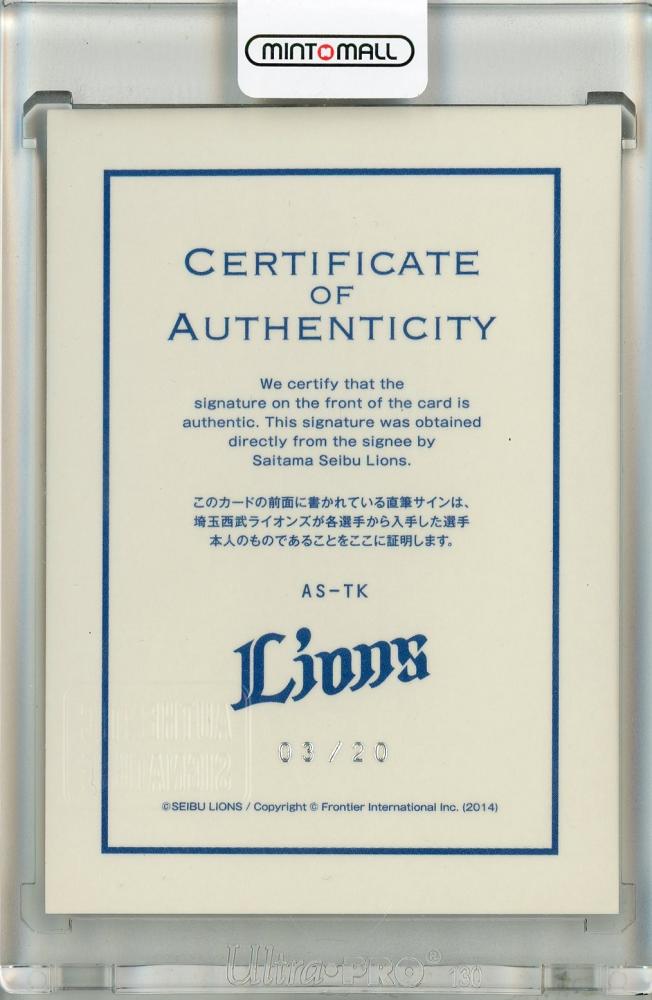 MINT MALL
CERTIFICATE
OF
AUTHENTICITY
We certify that the
signature on the front of the card is
authentic. This signature was obtained
directly from the signee by
Saitama Seibu Lions.
このカードの前面に書かれている直筆サインは、
埼玉西武ライオンズが各選手から入手した選手
本人のものであることをここに証明します。
AS-TK
Lions
03/20
©SEIBU LIONS / Copyright © Frontier International Inc. (2014)
Ultra•PRO® 130